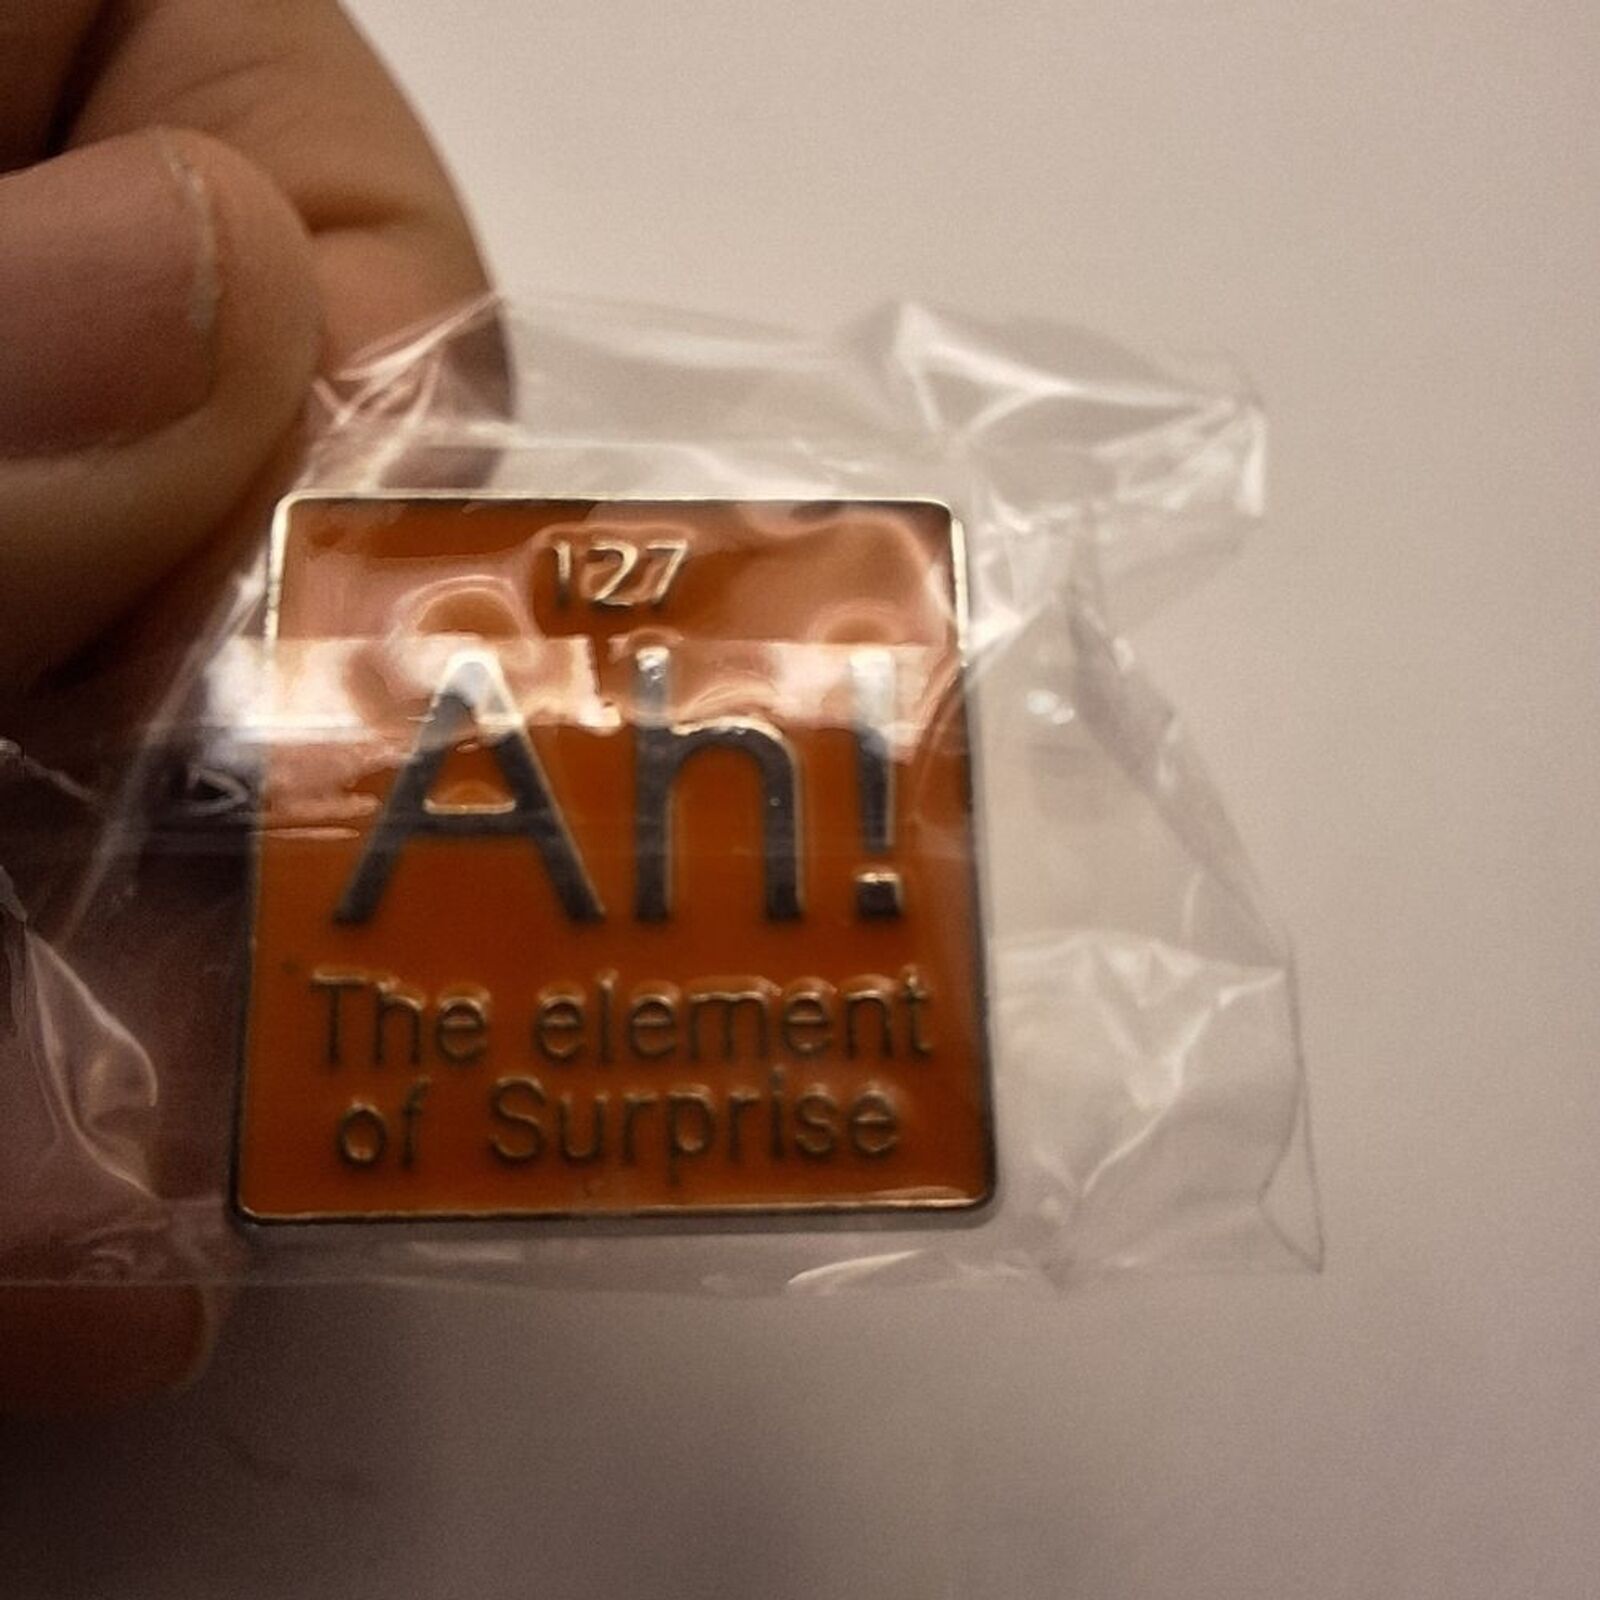 127
Ah!
The element
of Surprise